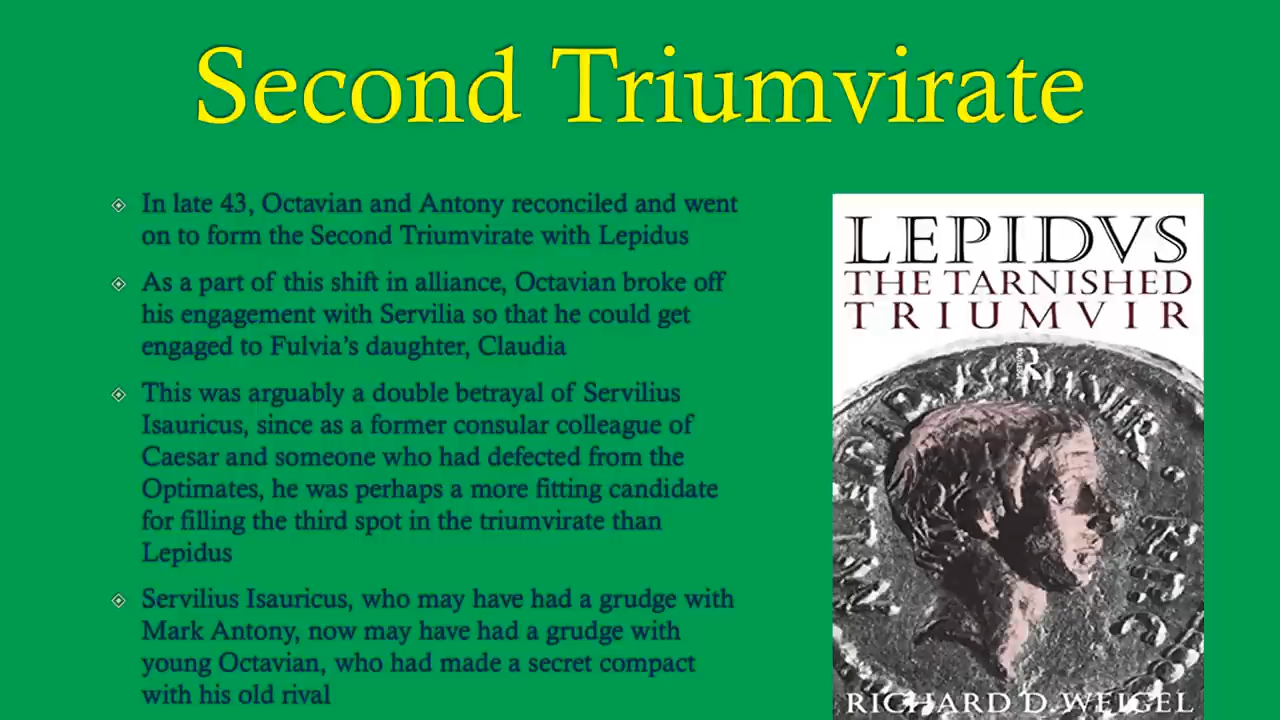 Second Triumvirate
In late 43, Octavian and Antony reconciled and went
on to form the Second Triumvirate with Lepidus
As a part of this shift in alliance, Octavian broke off
his engagement with Servilia so that he could get
engaged to Fulvia's daughter, Claudia
This was arguably a double betrayal of Servilius
Isauricus, since as a former consular colleague of
Caesar and someone who had defected from the
Optimates, he was perhaps a more fitting candidate
for filling the third spot in the triumvirate than
Lepidus
Servilius Isauricus, who may have had a grudge with
Mark Antony, now may have had a grudge with
young Octavian, who had made a secret compact
with his old rival
LEPIDVS
THE TARNISHED
TRIUMVIR
RICHARD D. WEIGEL